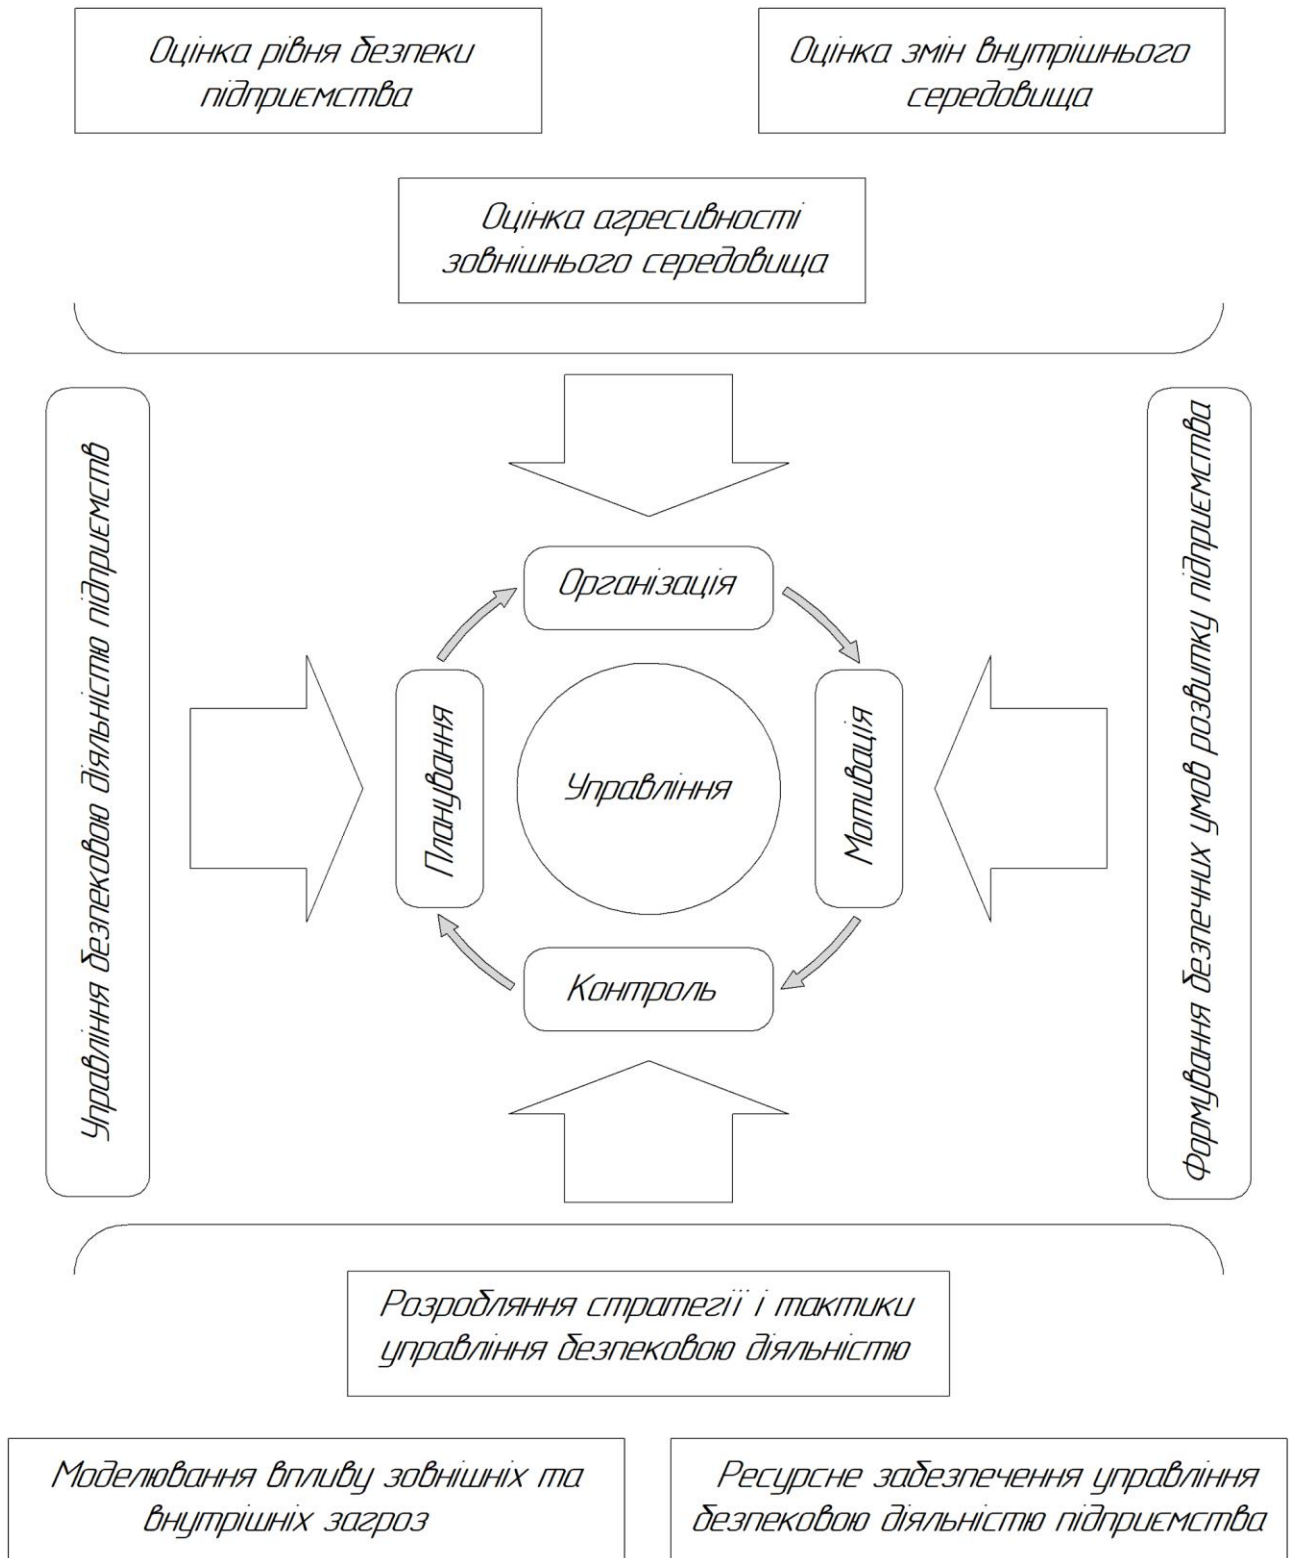 Оцінка рівня безпеки
підприємства
Оцінка змін внутрішнього
середовища
Оцінка агресивності
зовнішнього середовища
Управління безпековою діяльністю підприємств
Формування безпечних умов розвитку підприємства
Організація
Планування
Управління
Мотивація
Контроль
Розробляння стратегії і тактики
управління безпековою діяльністю
Моделювання впливу зовнішніх та
внутрішніх загроз
Ресурсне забезпечення управління
безпековою діяльністю підприємства